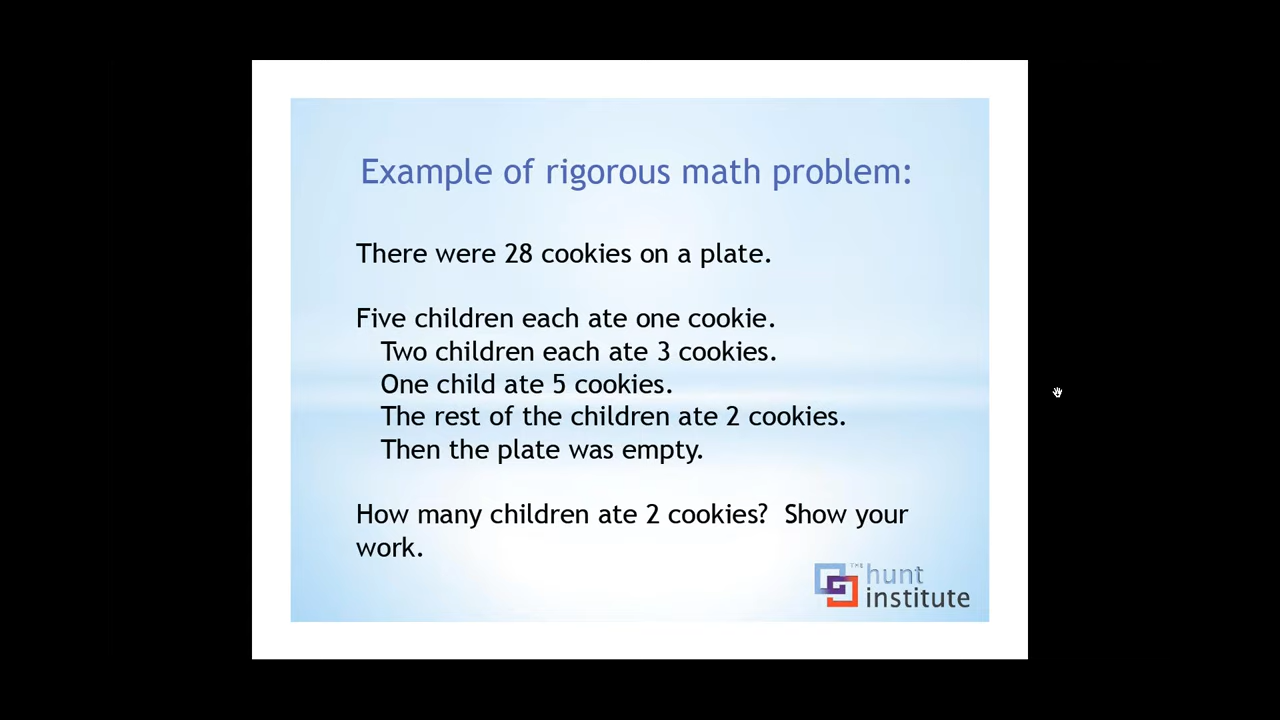 Example of rigorous math problem:
There were 28 cookies on a plate.
Five children each ate one cookie.
Two children each ate 3 cookies.
One child ate 5 cookies.
The rest of the children ate 2 cookies.
Then the plate was empty.
How many children ate 2 cookies?  Show your
work.
THE hunt
institute